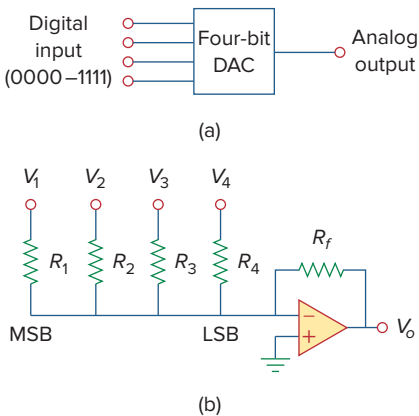 Digital
input
(0000–1111)
Four-bit
DAC
Analog
output
(a)
V1 V2 V3 V4
R1 R2 R3 R4
Rf
MSB LSB
−
+
Vo
(b)